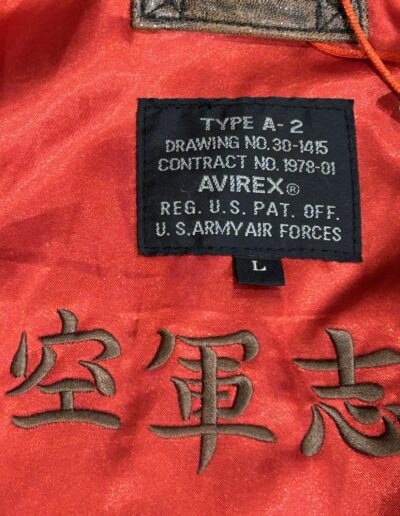 TYPE A-2
DRAWING NO. 30-1415
CONTRACT NO. 1978-01
AVIREX®
REG. U.S. PAT. OFF.
U.S. ARMY AIR FORCES
L
空軍志